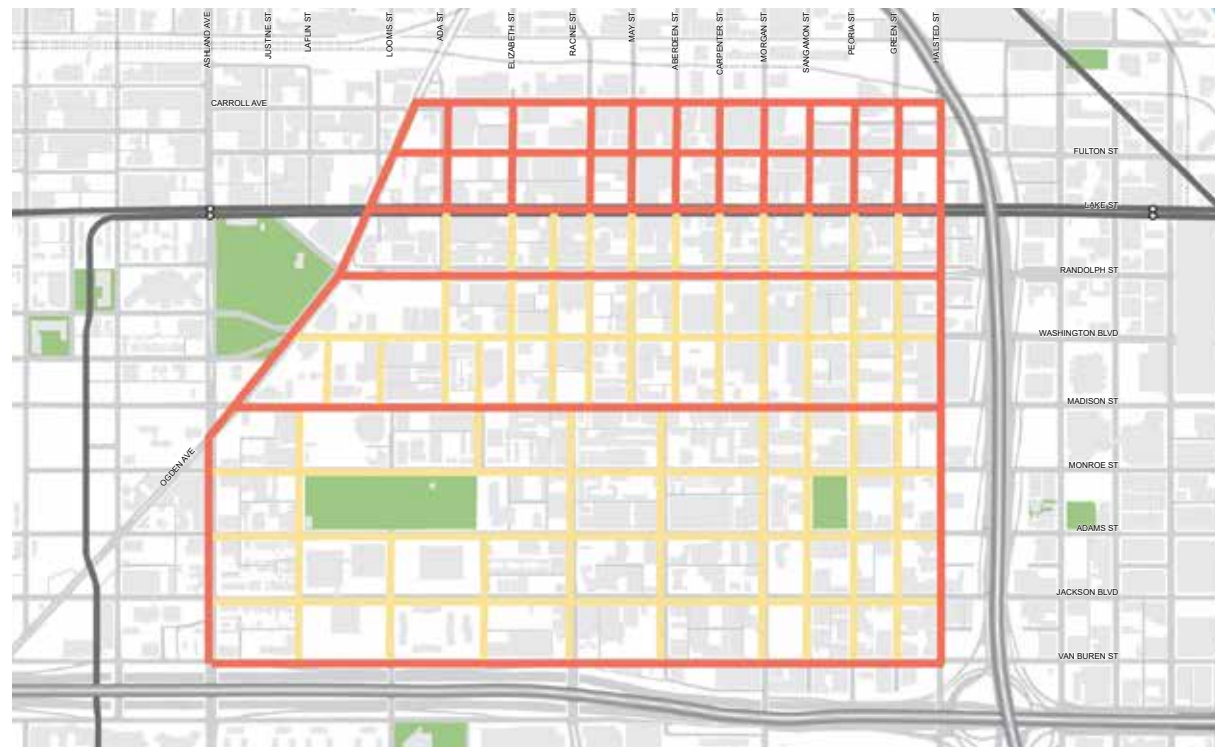 ASHLAND AVE
JUSTINE ST
LAFLIN ST
LOOMIS ST
ADA ST
ELIZABETH ST
RACINE ST
MAY ST
ABERDEEN ST
CARPENTER ST
MORGAN ST
SANGAMON ST
PEORIA ST
GREEN ST
HALSTED ST
CARROLL AVE
FULTON ST
LAKE ST
RANDOLPH ST
WASHINGTON BLVD
MADISON ST
OGDEN AVE
MONROE ST
ADAMS ST
JACKSON BLVD
VAN BUREN ST